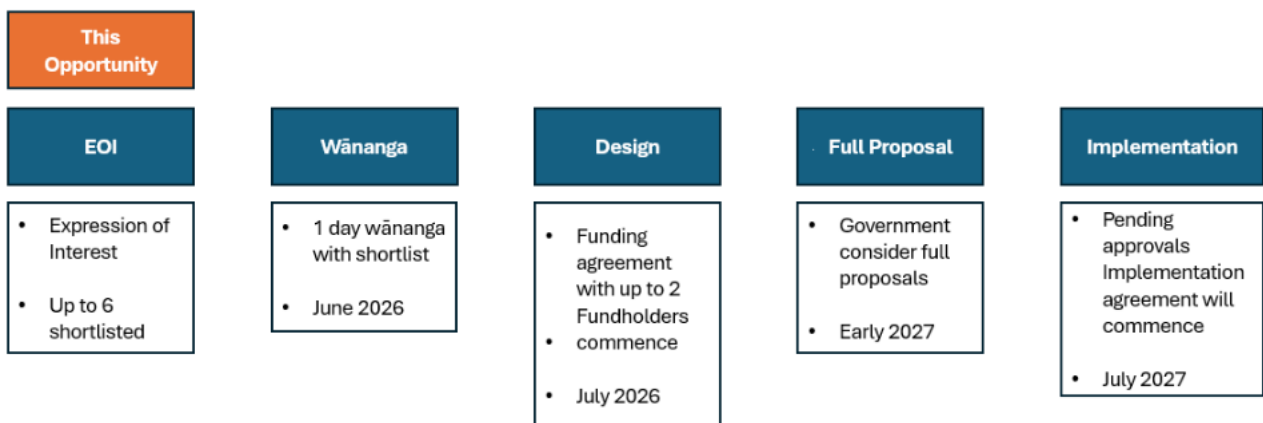 This
Opportunity
EOI
• Expression of
Interest
• Up to 6
shortlisted
Wānanga
• 1 day wānanga
with shortlist
• June 2026
Design
• Funding
agreement
with up to 2
Fundholders
• commence
• July 2026
Full Proposal
• Government
consider full
proposals
• Early 2027
Implementation
• Pending
approvals
Implementation
agreement will
commence
• July 2027